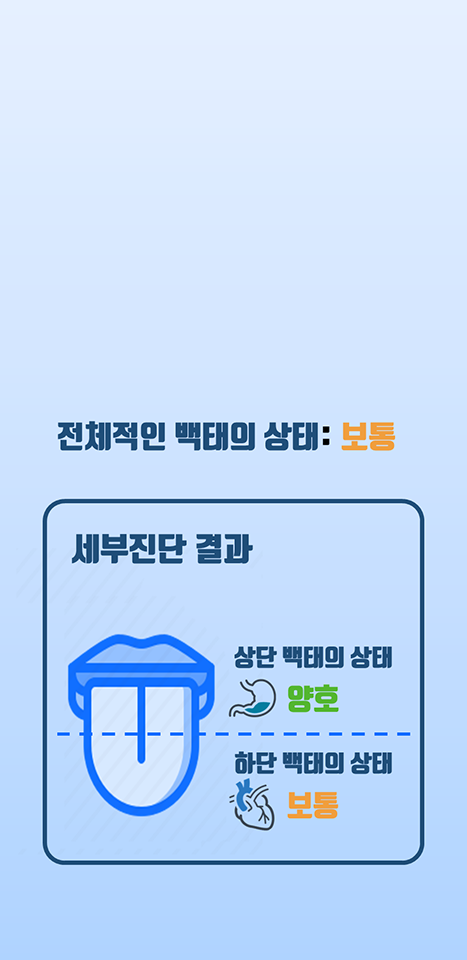 전체적인 백태의 상태: 보통
세부진단 결과
상단 백태의 상태
양호
하단 백태의 상태
보통